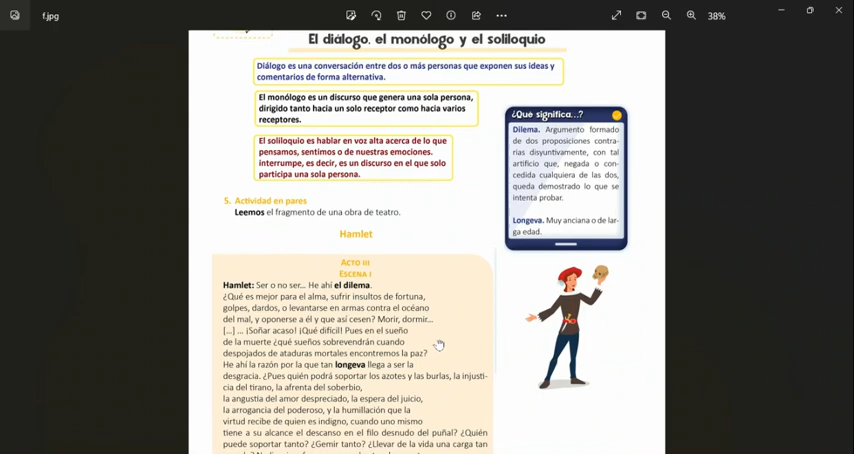 f.jpg
38%
El diálogo, el monólogo y el soliloquio
Diálogo es una conversación entre dos o más personas que exponen sus ideas y
comentarios de forma alternativa.
El monólogo es un discurso que genera una sola persona,
dirigido tanto hacia un solo receptor como hacia varios
receptores.
El soliloquio es hablar en voz alta acerca de lo que
pensamos, sentimos o de nuestras emociones.
interrumpe, es decir, es un discurso en el que solo
participa una sola persona.
¿Qué significa...?
Dilema. Argumento formado
de dos proposiciones contra-
rias disyuntivamente, con tal
artificio que, negada o con-
cedida cualquiera de las dos,
queda demostrado lo que se
intenta probar.
Longeva. Muy anciana o de lar-
ga edad.
5. Actividad en pares
Leemos el fragmento de una obra de teatro.
Hamlet
ACTO III
ESCENA I
Hamlet: Ser o no ser... He ahí el dilema.
¿Qué es mejor para el alma, sufrir insultos de fortuna,
golpes, dardos, o levantarse en armas contra el océano
del mal, y oponerse a él y que así cesen? Morir, dormir...
[...] ... ¡Soñar acaso! ¡Qué difícil! Pues en el sueño
de la muerte ¿qué sueños sobrevendrán cuando
despojados de ataduras mortales encontremos la paz?
He ahí la razón por la que tan longeva llega a ser la
desgracia. ¿Pues quién podrá soportar los azotes y las burlas, la injusti-
cia del tirano, la afrenta del soberbio,
la angustia del amor despreciado, la espera del juicio,
la arrogancia del poderoso, y la humillación que la
virtud recibe de quien es indigno, cuando uno mismo
tiene a su alcance el descanso en el filo desnudo del puñal? ¿Quién
puede soportar tanto? ¿Gemir tanto? ¿Llevar de la vida una carga tan